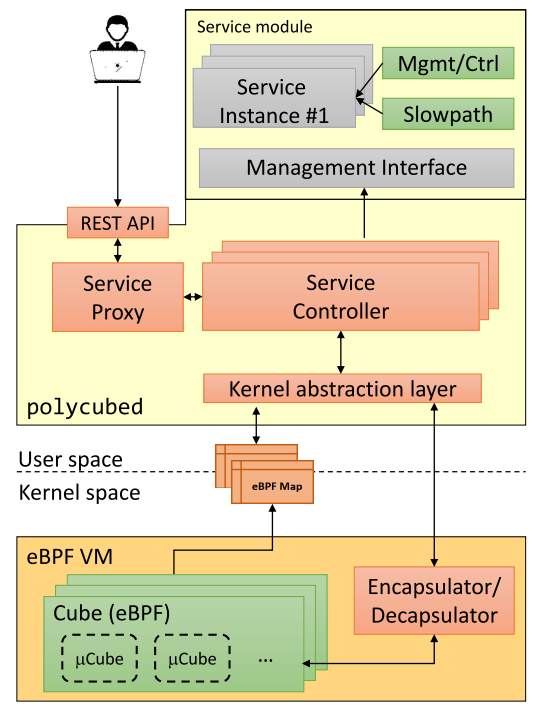 Service module
Service
Instance #1
Mgmt/Ctrl
Slowpath
Management Interface
REST API
Service
Proxy
Service
Controller
Kernel abstraction layer
polycubed
User space
Kernel space
eBPF Map
eBPF VM
Cube (eBPF)
μCube
μCube
...
Encapsulator/
Decapsulator